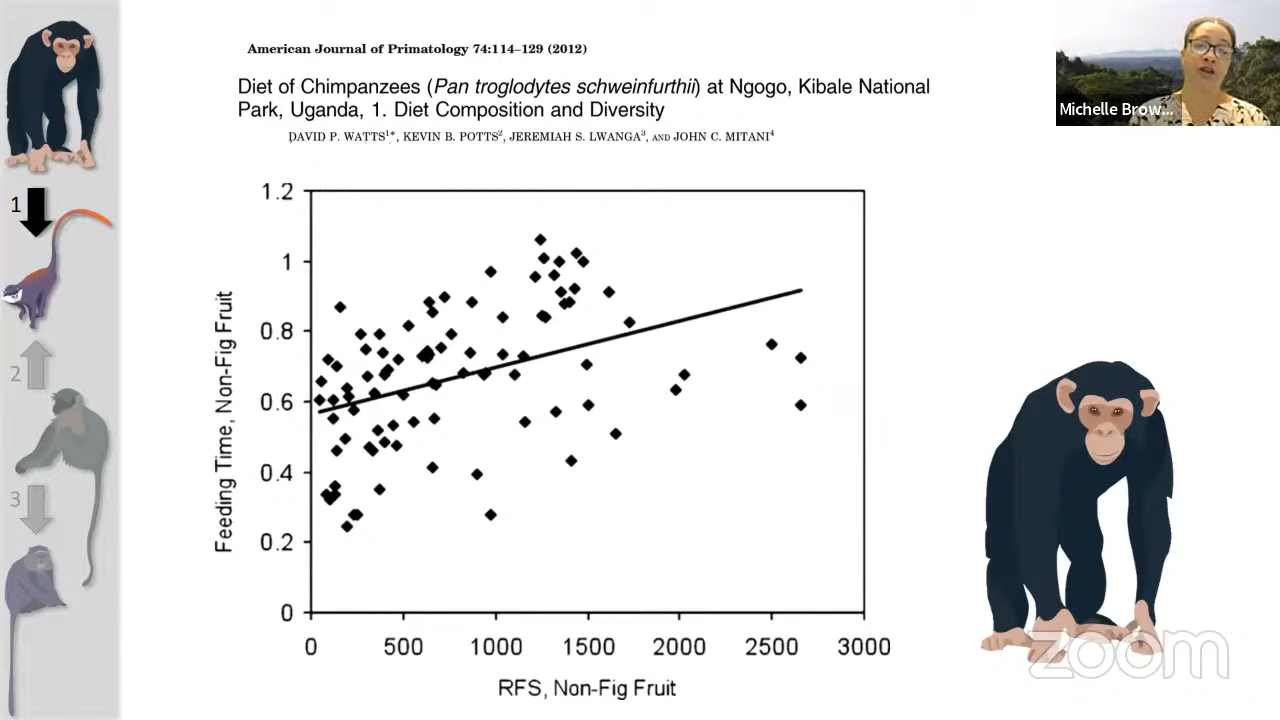 American Journal of Primatology 74:114–129 (2012)
Diet of Chimpanzees (Pan troglodytes schweinfurthii) at Ngogo, Kibale National
Park, Uganda, 1. Diet Composition and Diversity
DAVID P. WATTS1*, KEVIN B. POTTS2, JEREMIAH S. LWANGA3, AND JOHN C. MITANI4
Michelle Brow...
1
2
3
Feeding Time, Non-Fig Fruit
1.2
1
0.8
0.6
0.4
0.2
0
0 500 1000 1500 2000 2500 3000
RFS, Non-Fig Fruit
zoom